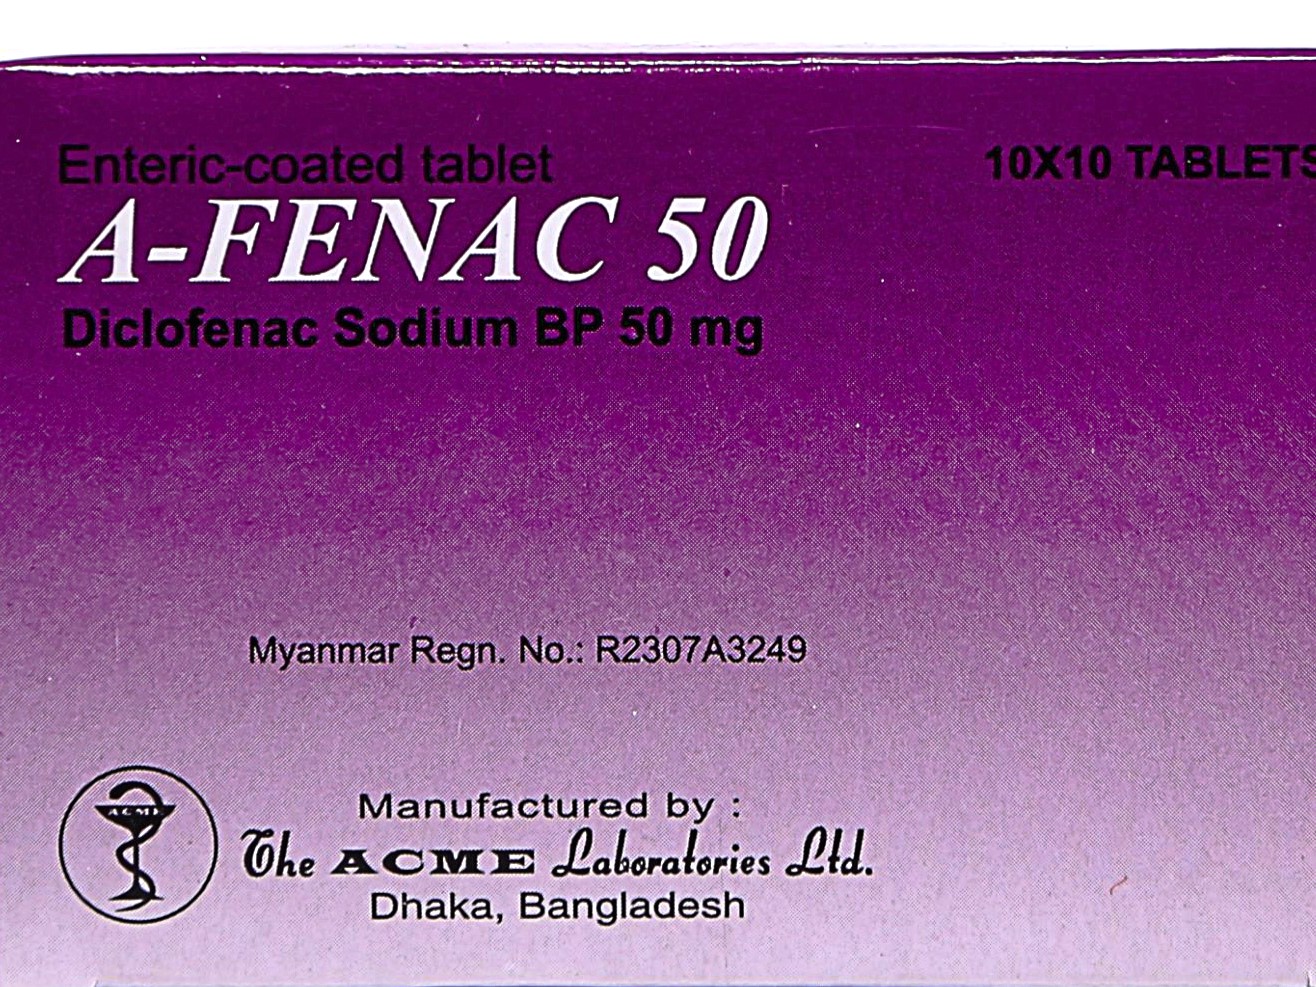 Enteric-coated tablet
10X10 TABLETS
A-FENAC 50
Diclofenac Sodium BP 50 mg
Myanmar Regn. No.: R2307A3249
ACME
Manufactured by :
The ACME Laboratories Ltd.
Dhaka, Bangladesh